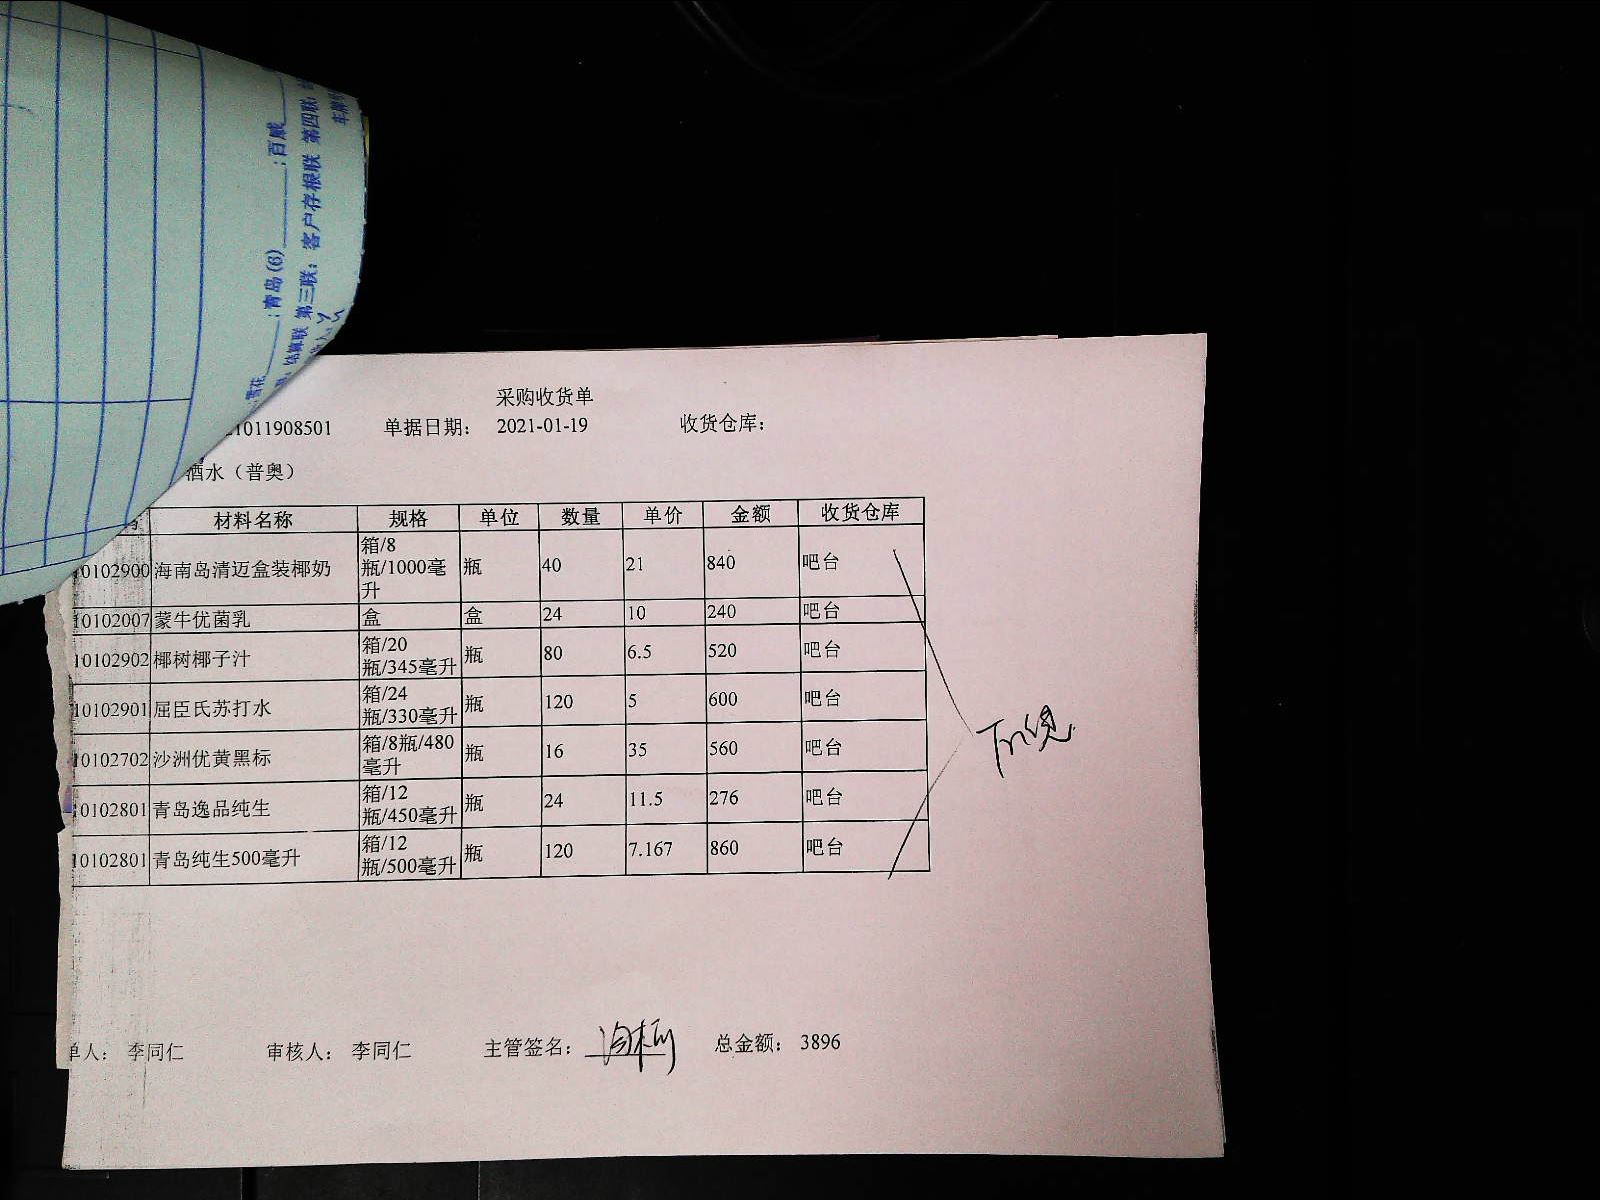 百威
青岛(6)
雪花
第三联：客户存根联 第四联：
结算联
车牌
采购收货单
1011908501 单据日期： 2021-01-19 收货仓库：
酒水（普奥）
材料名称 规格 单位 数量 单价 金额 收货仓库
10102900 海南岛清迈盒装椰奶 箱/8瓶/1000毫升 瓶 40 21 840 吧台
10102007 蒙牛优菌乳 盒 盒 24 10 240 吧台
10102902 椰树椰子汁 箱/20瓶/345毫升 瓶 80 6.5 520 吧台
10102901 屈臣氏苏打水 箱/24瓶/330毫升 瓶 120 5 600 吧台
10102702 沙洲优黄黑标 箱/8瓶/480毫升 瓶 16 35 560 吧台
10102801 青岛逸品纯生 箱/12瓶/450毫升 瓶 24 11.5 276 吧台
10102801 青岛纯生500毫升 箱/12瓶/500毫升 瓶 120 7.167 860 吧台
单人： 李同仁 审核人： 李同仁 主管签名： 总金额： 3896